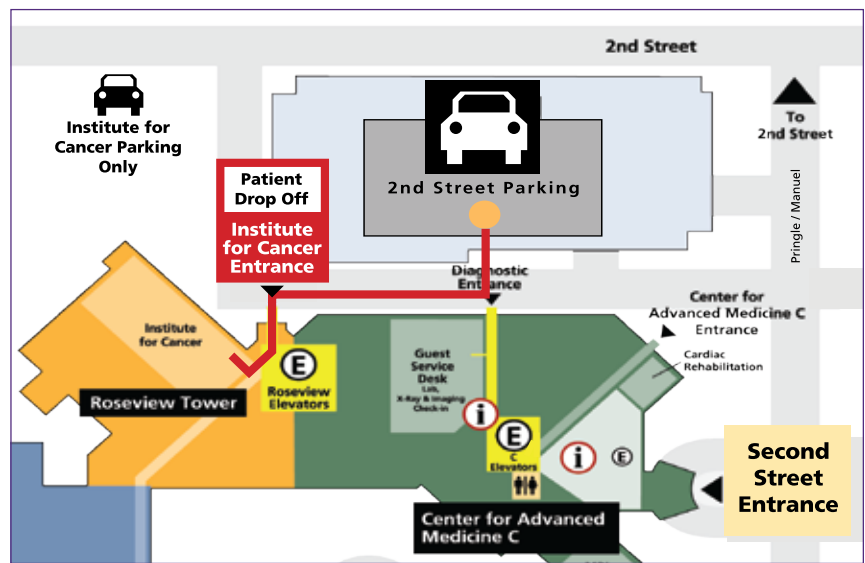 2nd Street
Institute for
Cancer Parking
Only
To
2nd Street
Patient
Drop Off
Institute
for Cancer
Entrance
2nd Street Parking
Pringle / Manuel
Diagnostic
Entrance
Center for
Advanced Medicine C
Entrance
Institute
for Cancer
Guest
Service
Desk
Lab,
X-Ray & Imaging
Check-in
Cardiac
Rehabilitation
E
Roseview
Elevators
Roseview Tower
i
E
C
Elevators
i
E
Second
Street
Entrance
Center for Advanced
Medicine C